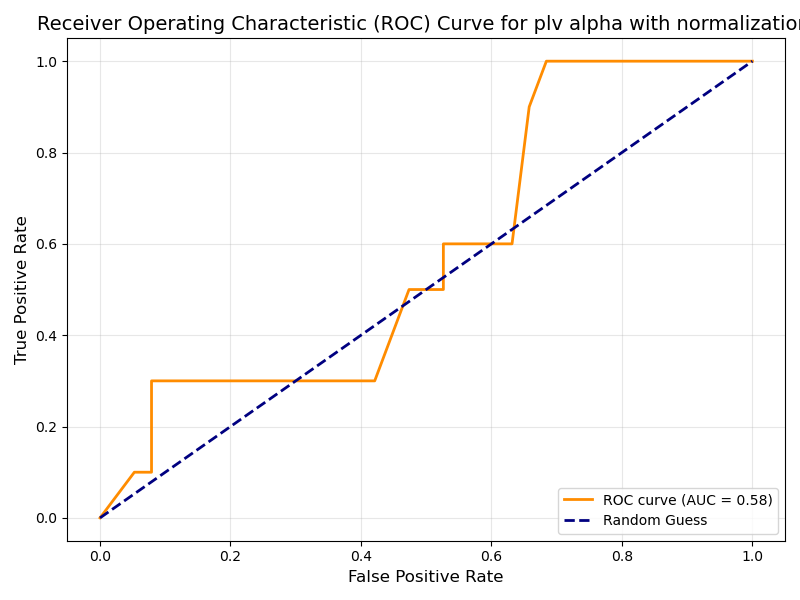 Receiver Operating Characteristic (ROC) Curve for plv alpha with normalization
True Positive Rate
1.0
0.8
0.6
0.4
0.2
0.0
0.0 0.2 0.4 0.6 0.8 1.0
False Positive Rate
ROC curve (AUC = 0.58)
Random Guess